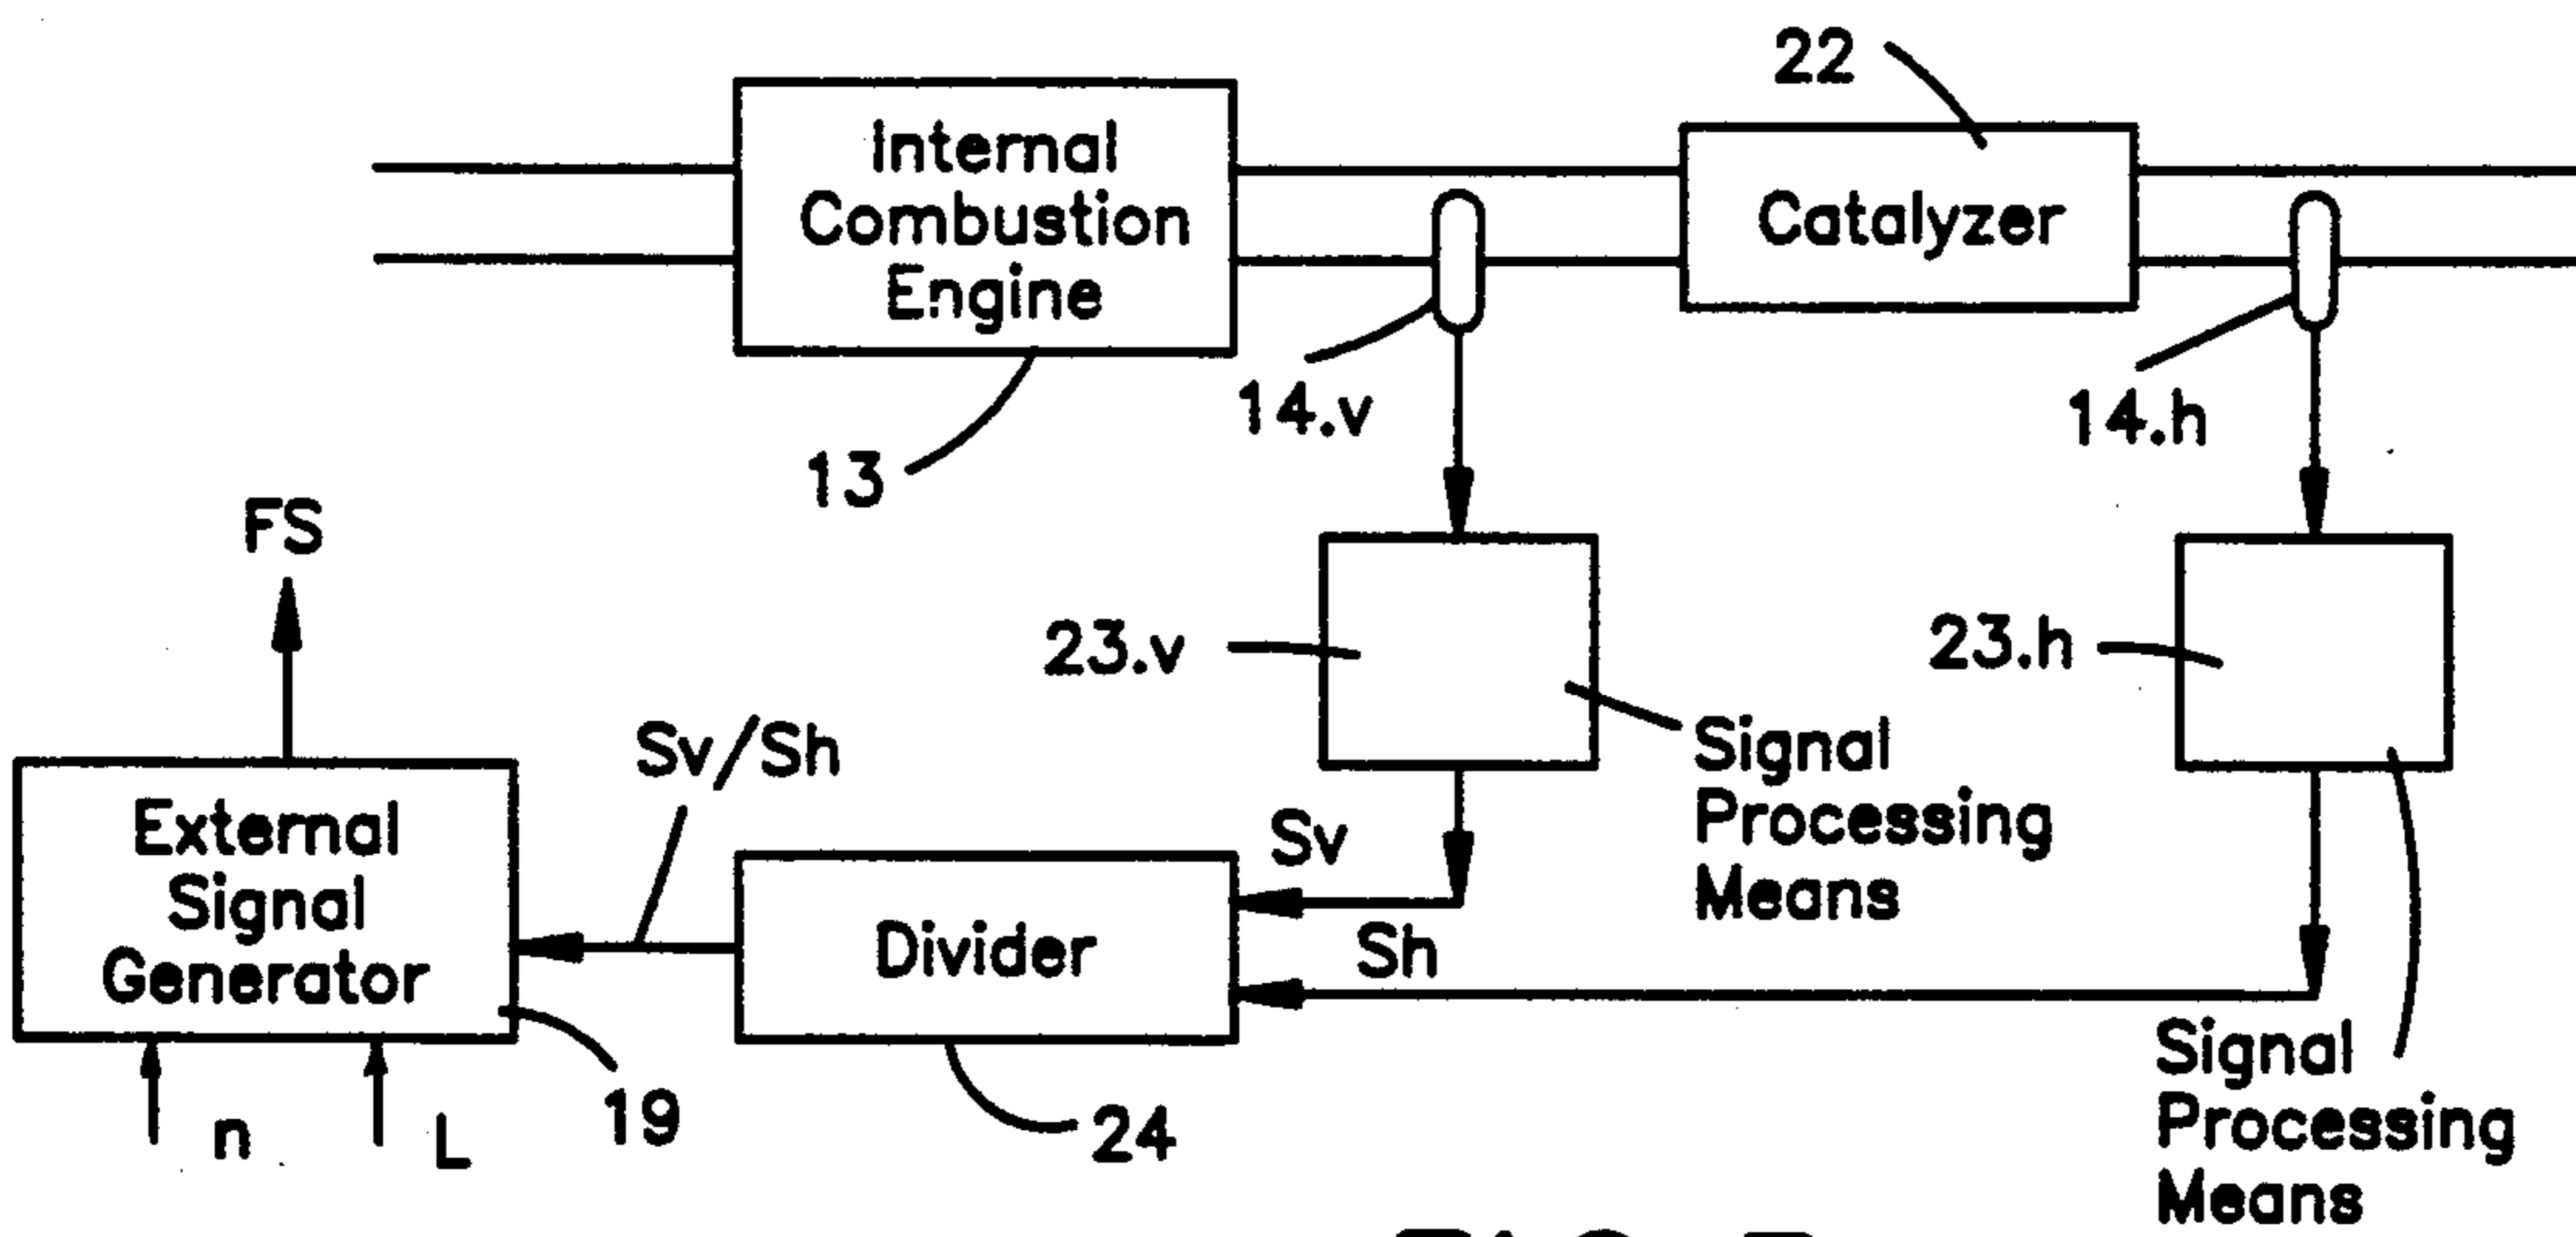 22
Internal
Combustion
Engine
Catalyzer
14.v
14.h
13
FS
23.v
23.h
Sv/Sh
Signal
Processing
Means
External
Signal
Generator
Sv
Divider
Sh
19
n
L
24
Signal
Processing
Means